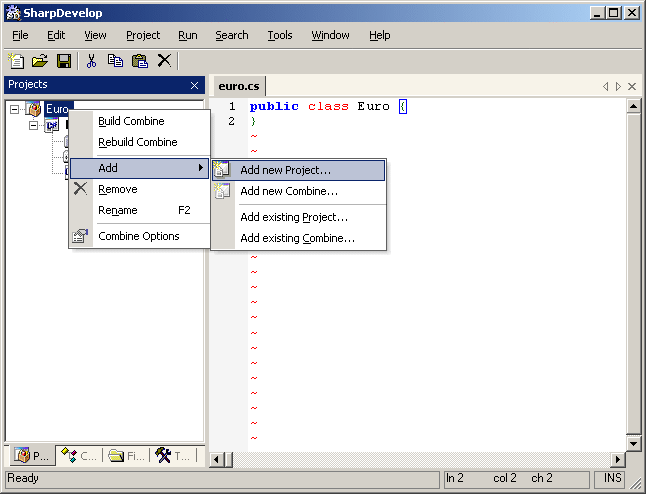 SharpDevelop
File Edit View Project Run Search Tools Window Help
Projects
euro.cs
Euro
1 public class Euro {
2 }
~
~
Build Combine
Rebuild Combine
Add
Remove
Rename F2
Combine Options
Add new Project...
Add new Combine...
Add existing Project...
Add existing Combine...
~
~
~
~
~
~
~
~
~
~
~
~
~
P... C... Fi... T...
Ready ln 2 col 2 ch 2 INS